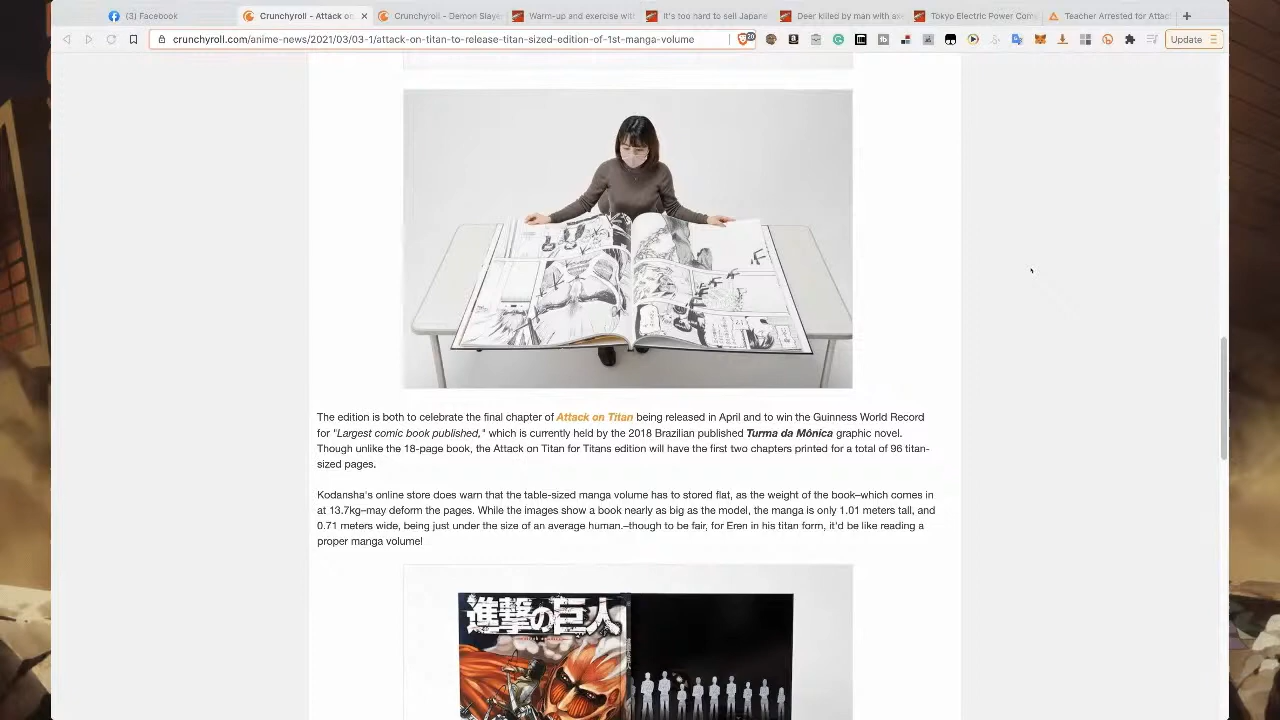 (3) Facebook
Crunchyroll - Attack on
Crunchyroll - Demon Slaye
Warm-up and exercise with
It's too hard to sell Japane
Deer killed by man with axe
Tokyo Electric Power Com
Teacher Arrested for Attac
crunchyroll.com/anime-news/2021/03/03-1/attack-on-titan-to-release-titan-sized-edition-of-1st-manga-volume
20
Update
The edition is both to celebrate the final chapter of Attack on Titan being released in April and to win the Guinness World Record
for "Largest comic book published," which is currently held by the 2018 Brazilian published Turma da Mônica graphic novel.
Though unlike the 18-page book, the Attack on Titan for Titans edition will have the first two chapters printed for a total of 96 titan-
sized pages.
Kodansha's online store does warn that the table-sized manga volume has to stored flat, as the weight of the book–which comes in
at 13.7kg–may deform the pages. While the images show a book nearly as big as the model, the manga is only 1.01 meters tall, and
0.71 meters wide, being just under the size of an average human.–though to be fair, for Eren in his titan form, it'd be like reading a
proper manga volume!
進撃の巨人